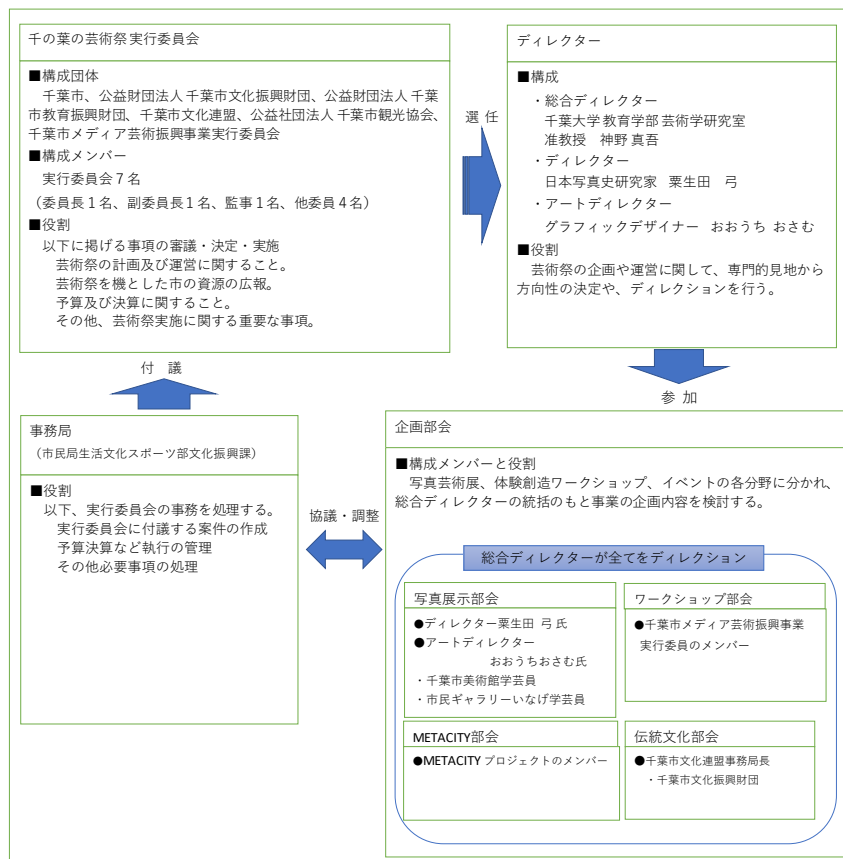 千の葉の芸術祭 実行委員会
■構成団体
千葉市、公益財団法人 千葉市文化振興財団、公益財団法人 千葉
市教育振興財団、千葉市文化連盟、公益社団法人 千葉市観光協会、
千葉市メディア芸術振興事業実行委員会
■構成メンバー
実行委員会７名
（委員長１名、副委員長１名、監事１名、他委員４名）
■役割
以下に掲げる事項の審議・決定・実施
芸術祭の計画及び運営に関すること。
芸術祭を機とした市の資源の広報。
予算及び決算に関すること。
その他、芸術祭実施に関する重要な事項。
選 任
ディレクター
■構成
・総合ディレクター
千葉大学 教育学部 芸術学研究室
准教授 神野 真吾
・ディレクター
日本写真史研究家 粟生田 弓
・アートディレクター
グラフィックデザイナー おおうち おさむ
■役割
芸術祭の企画や運営に関して、専門的見地から
方向性の決定や、ディレクションを行う。
付 議
参 加
事務局
（市民局生活文化スポーツ部文化振興課）
■役割
以下、実行委員会の事務を処理する。
実行委員会に付議する案件の作成
予算決算など執行の管理
その他必要事項の処理
協議・調整
企画部会
■構成メンバーと役割
写真芸術展、体験創造ワークショップ、イベントの各分野に分かれ、
総合ディレクターの統括のもと事業の企画内容を検討する。
総合ディレクターが全てをディレクション
写真展示部会
●ディレクター粟生田 弓 氏
●アートディレクター
おおうちおさむ氏
・千葉市美術館学芸員
・市民ギャラリーいなげ学芸員
ワークショップ部会
●千葉市メディア芸術振興事業
実行委員のメンバー
METACITY部会
●METACITY プロジェクトのメンバー
伝統文化部会
●千葉市文化連盟事務局長
・千葉市文化振興財団